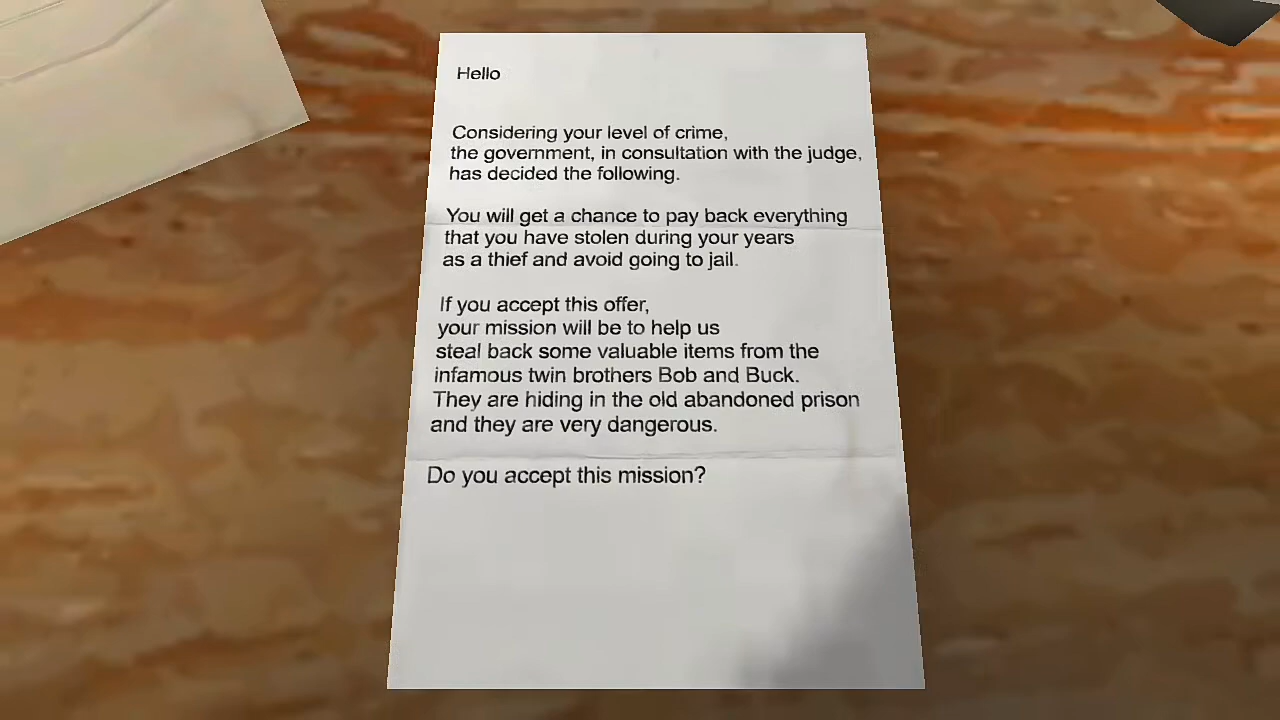 Hello
Considering your level of crime,
the government, in consultation with the judge,
has decided the following.
You will get a chance to pay back everything
that you have stolen during your years
as a thief and avoid going to jail.
If you accept this offer,
your mission will be to help us
steal back some valuable items from the
infamous twin brothers Bob and Buck.
They are hiding in the old abandoned prison
and they are very dangerous.
Do you accept this mission?